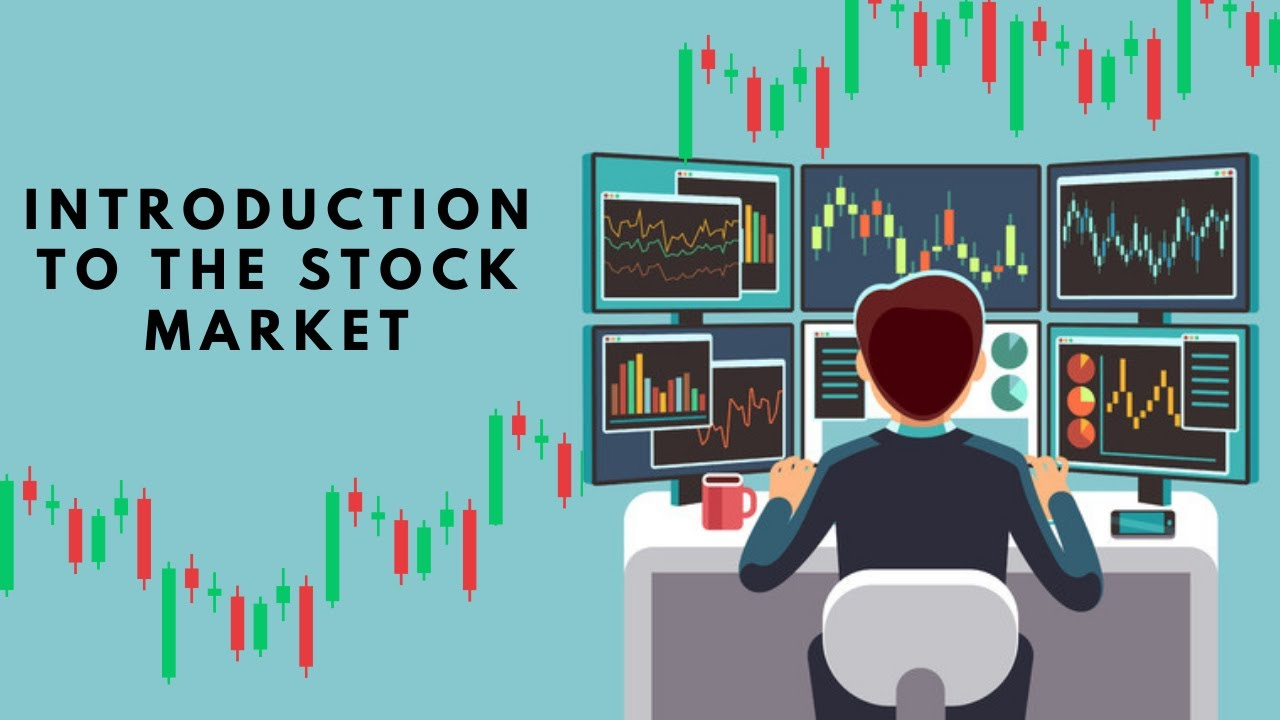 INTRODUCTION
TO THE STOCK
MARKET